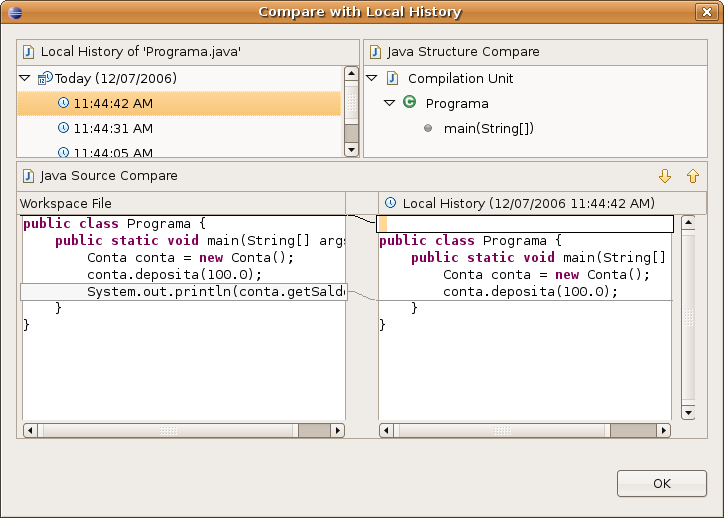 Compare with Local History
Local History of 'Programa.java'
Today (12/07/2006)
11:44:42 AM
11:44:31 AM
11:44:05 AM
Java Structure Compare
Compilation Unit
Programa
main(String[])
Java Source Compare
Workspace File
public class Programa {
public static void main(String[] args
Conta conta = new Conta();
conta.deposita(100.0);
System.out.println(conta.getSaldo
}
}
Local History (12/07/2006 11:44:42 AM)
public class Programa {
public static void main(String[]
Conta conta = new Conta();
conta.deposita(100.0);
}
}
OK